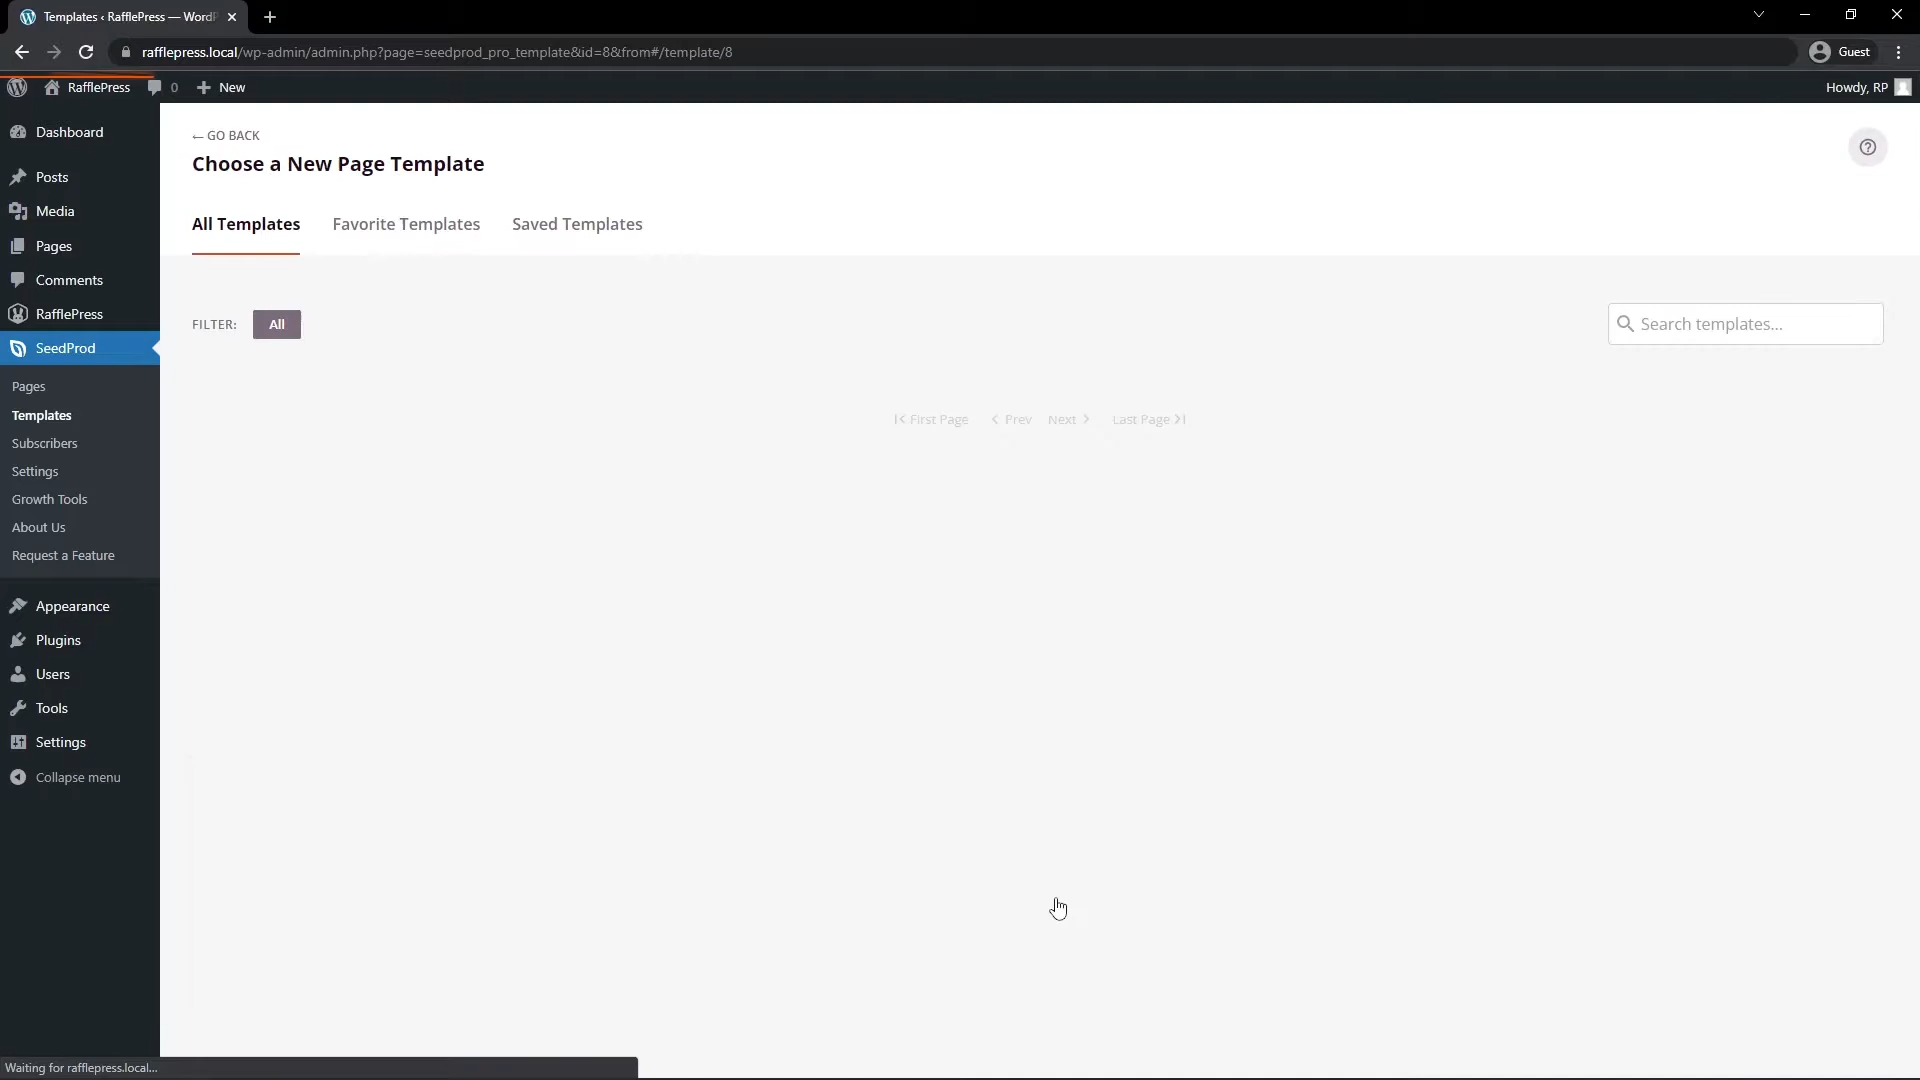 Templates ‹ RafflePress — WordP
rafflepress.local/wp-admin/admin.php?page=seedprod_pro_template&id=8&from#/template/8
Guest
RafflePress
0
New
Howdy, RP
Dashboard
Posts
Media
Pages
Comments
RafflePress
SeedProd
Pages
Templates
Subscribers
Settings
Growth Tools
About Us
Request a Feature
Appearance
Plugins
Users
Tools
Settings
Collapse menu
← GO BACK
Choose a New Page Template
All Templates Favorite Templates Saved Templates
FILTER: All
Search templates...
First Page Prev Next Last Page
Waiting for rafflepress.local...